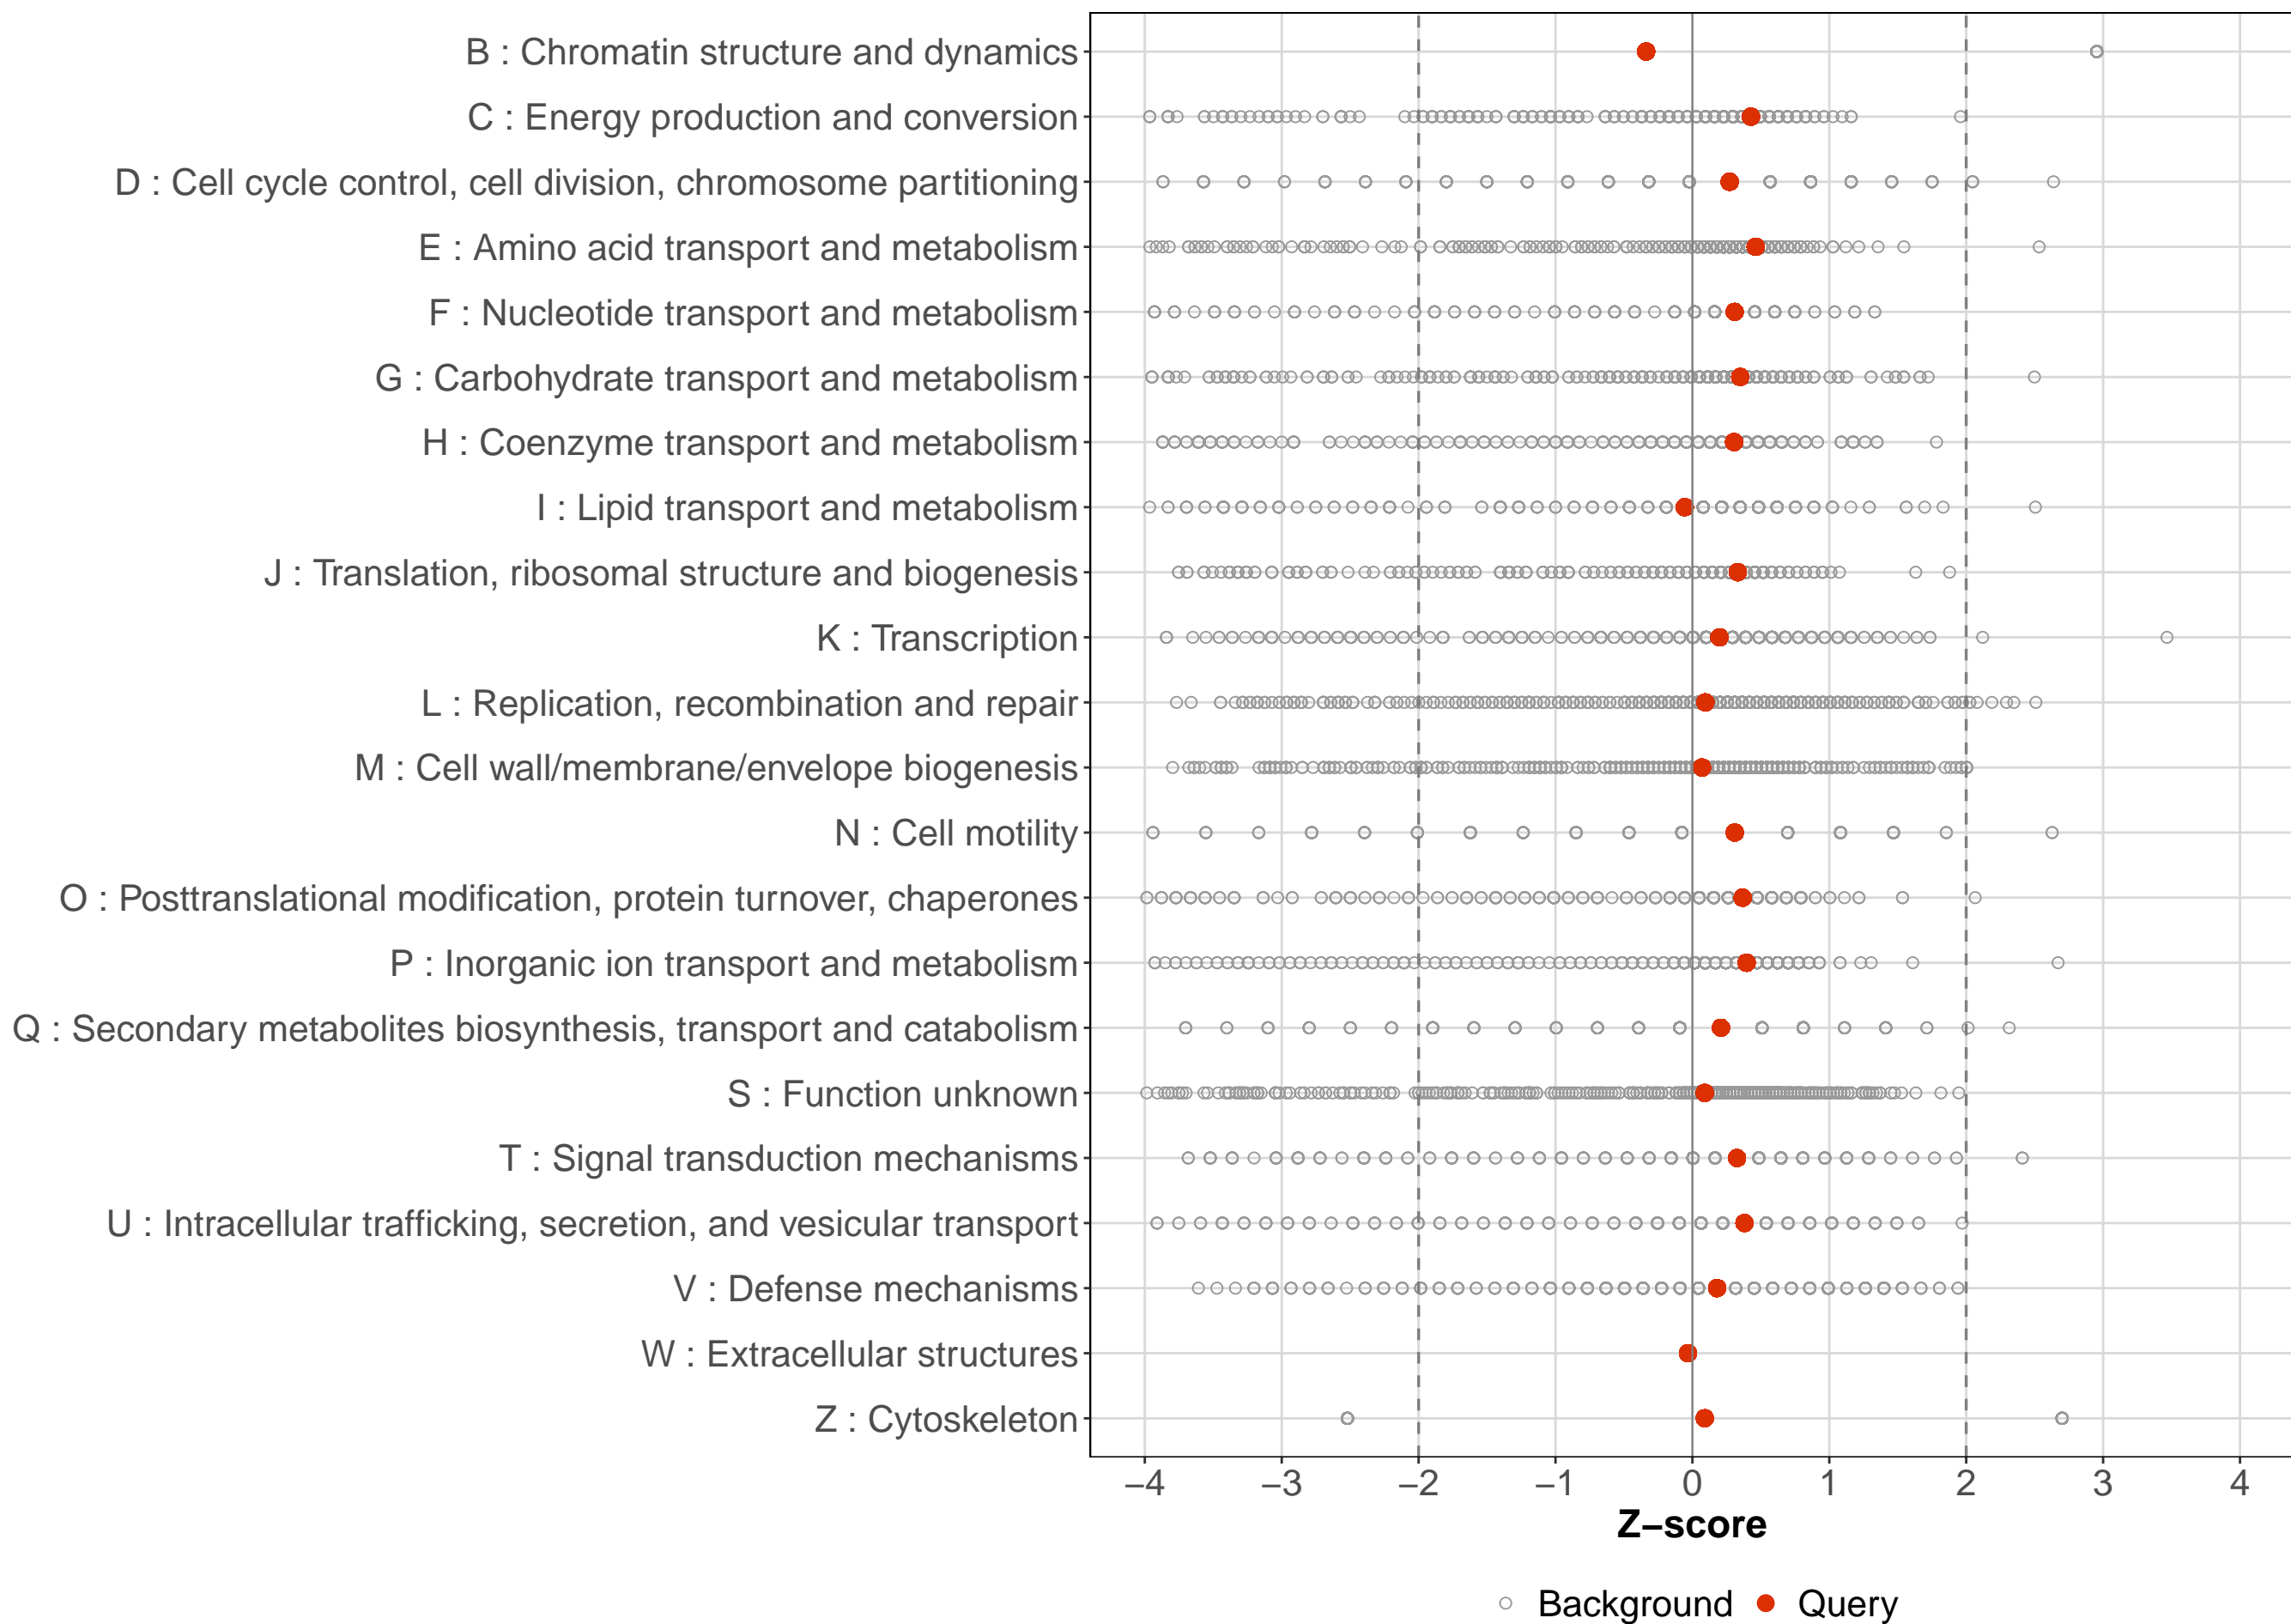 B : Chromatin structure and dynamics
C : Energy production and conversion
D : Cell cycle control, cell division, chromosome partitioning
E : Amino acid transport and metabolism
F : Nucleotide transport and metabolism
G : Carbohydrate transport and metabolism
H : Coenzyme transport and metabolism
I : Lipid transport and metabolism
J : Translation, ribosomal structure and biogenesis
K : Transcription
L : Replication, recombination and repair
M : Cell wall/membrane/envelope biogenesis
N : Cell motility
O : Posttranslational modification, protein turnover, chaperones
P : Inorganic ion transport and metabolism
Q : Secondary metabolites biosynthesis, transport and catabolism
S : Function unknown
T : Signal transduction mechanisms
U : Intracellular trafficking, secretion, and vesicular transport
V : Defense mechanisms
W : Extracellular structures
Z : Cytoskeleton
−4 −3 −2 −1 0 1 2 3 4
Z−score
Background Query